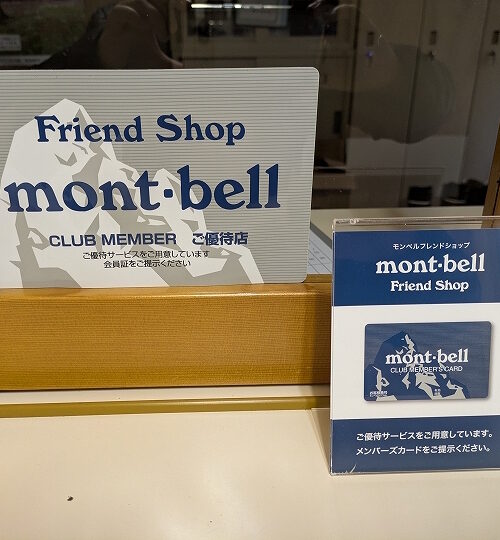 Friend Shop
mont・bell
CLUB MEMBER ご優待店
ご優待サービスを用意しています
会員証をご提示ください
モンベルフレンドショップ
mont・bell
Friend Shop
mont・bell
CLUB MEMBER'S CARD
ご優待サービスをご用意しています。
メンバーズカードをご提示ください。